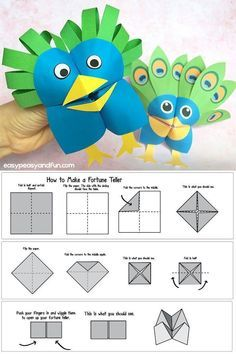 easypeasyandfun.com
How to Make a Fortune Teller
Fold in half and unfold.
Repeat.
Flip the paper. The side with the folding
should face the table.
Fold the corners to the middle.
This is what you should see.
Flip the paper.
Fold the corners to the middle again.
This is what you should see.
Fold in half.
Push your fingers in and wiggle them
to open up your fortune teller.
This is what you should see.